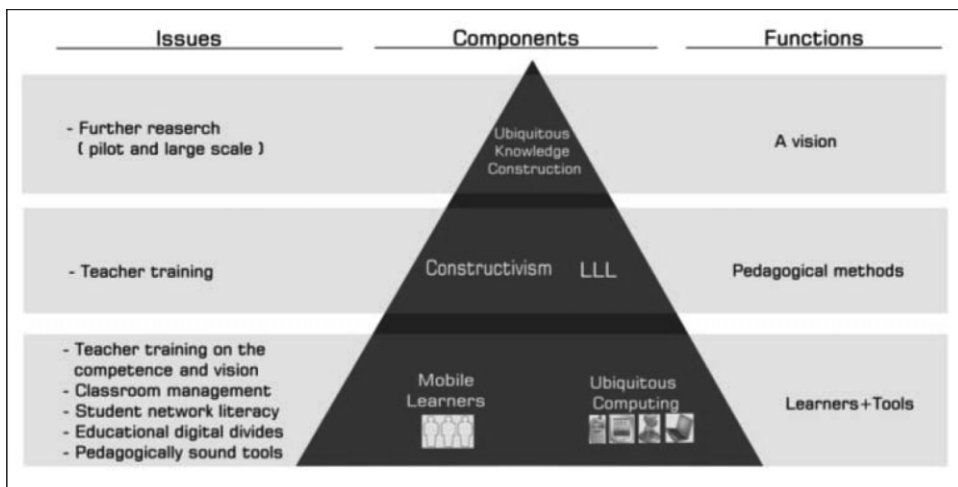 Issues
Components
Functions
- Further reaserch
( pilot and large scale )
Ubiquitous
Knowledge
Construction
A vision
- Teacher training
Constructivism LLL
Pedagogical methods
- Teacher training on the
competence and vision
- Classroom management
- Student network literacy
- Educational digital divides
- Pedagogically sound tools
Mobile
Learners
Ubiquitous
Computing
Learners+Tools